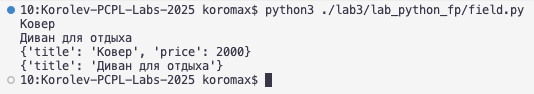 10:Korolev-PCPL-Labs-2025 koromax$ python3 ./lab3/lab_python_fp/field.py
Ковер
Диван для отдыха
{'title': 'Ковер', 'price': 2000}
{'title': 'Диван для отдыха'}
10:Korolev-PCPL-Labs-2025 koromax$